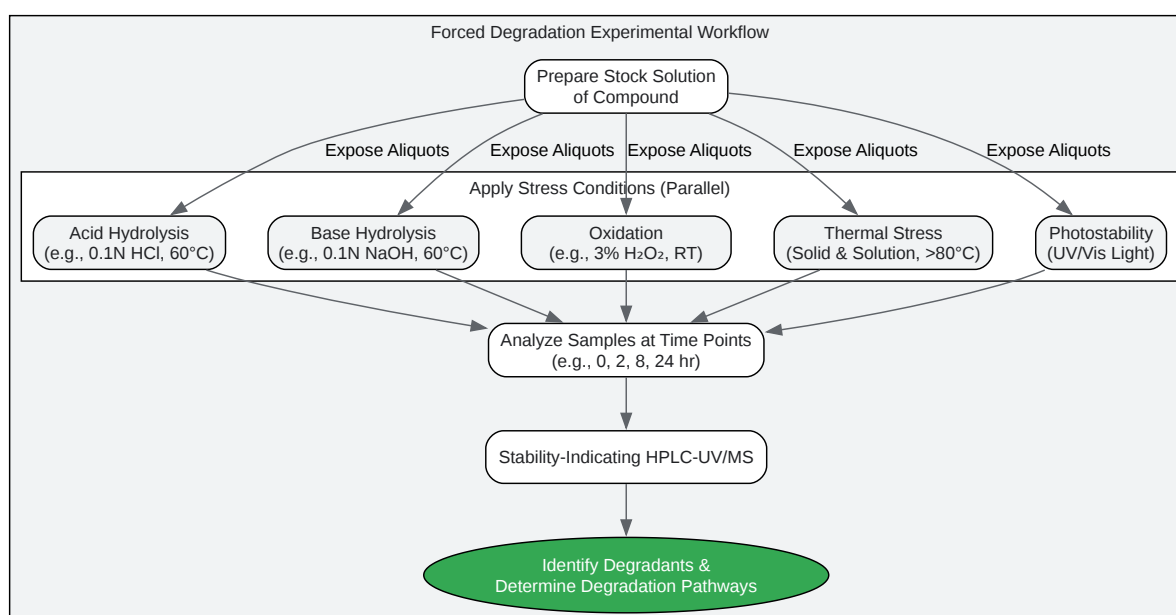 Forced Degradation Experimental Workflow
Prepare Stock Solution
of Compound
Expose Aliquots
Expose Aliquots
Expose Aliquots
Expose Aliquots
Expose Aliquots
Apply Stress Conditions (Parallel)
Acid Hydrolysis
(e.g., 0.1N HCl, 60°C)
Base Hydrolysis
(e.g., 0.1N NaOH, 60°C)
Oxidation
(e.g., 3% H₂O₂, RT)
Thermal Stress
(Solid & Solution, >80°C)
Photostability
(UV/Vis Light)
Analyze Samples at Time Points
(e.g., 0, 2, 8, 24 hr)
Stability-Indicating HPLC-UV/MS
Identify Degradants &
Determine Degradation Pathways